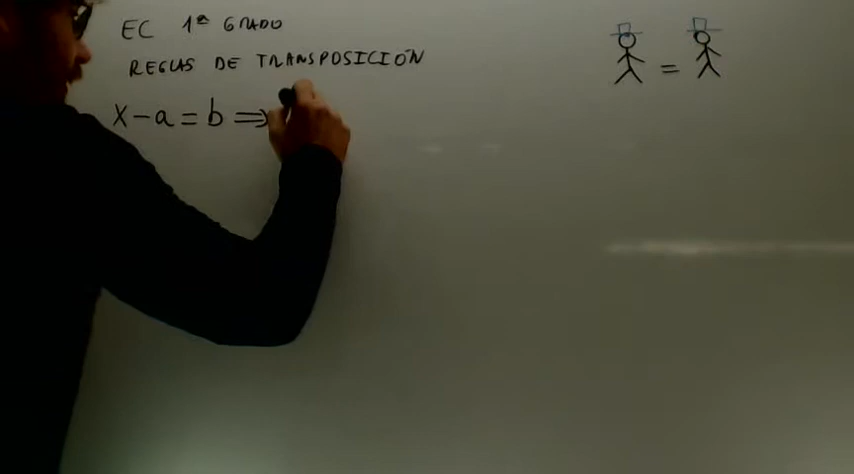 EC 1ª GRADO
REGLAS DE TRANSPOSICIÓN
x - a = b ⇒
=